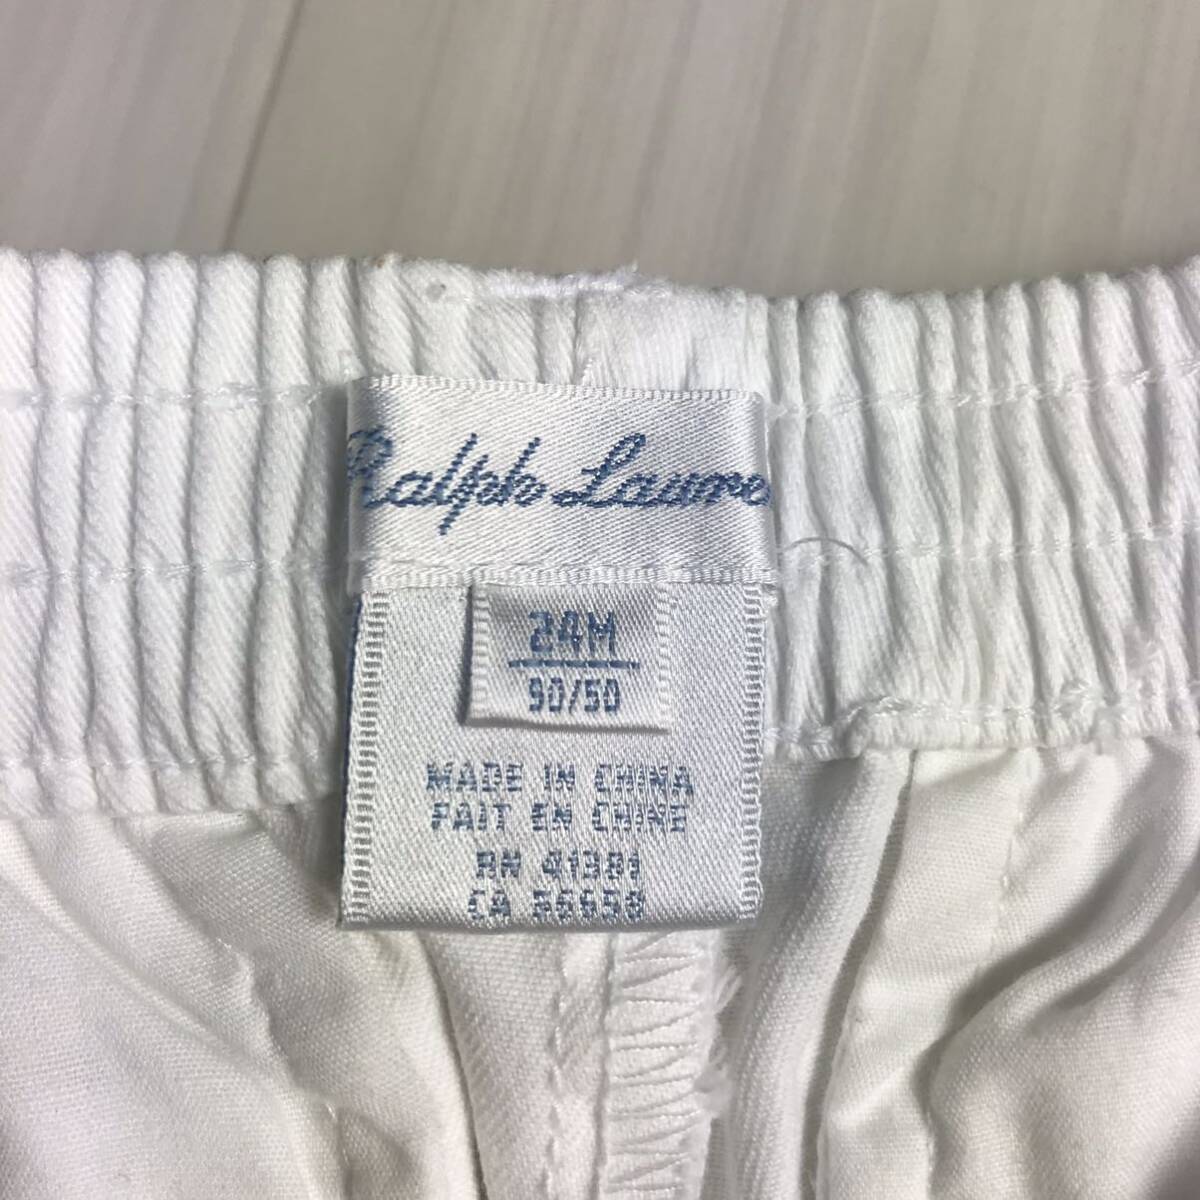 Ralph Lauren
24M
90/50
MADE IN CHINA
FAIT EN CHINE
RN 41381
CA 56658